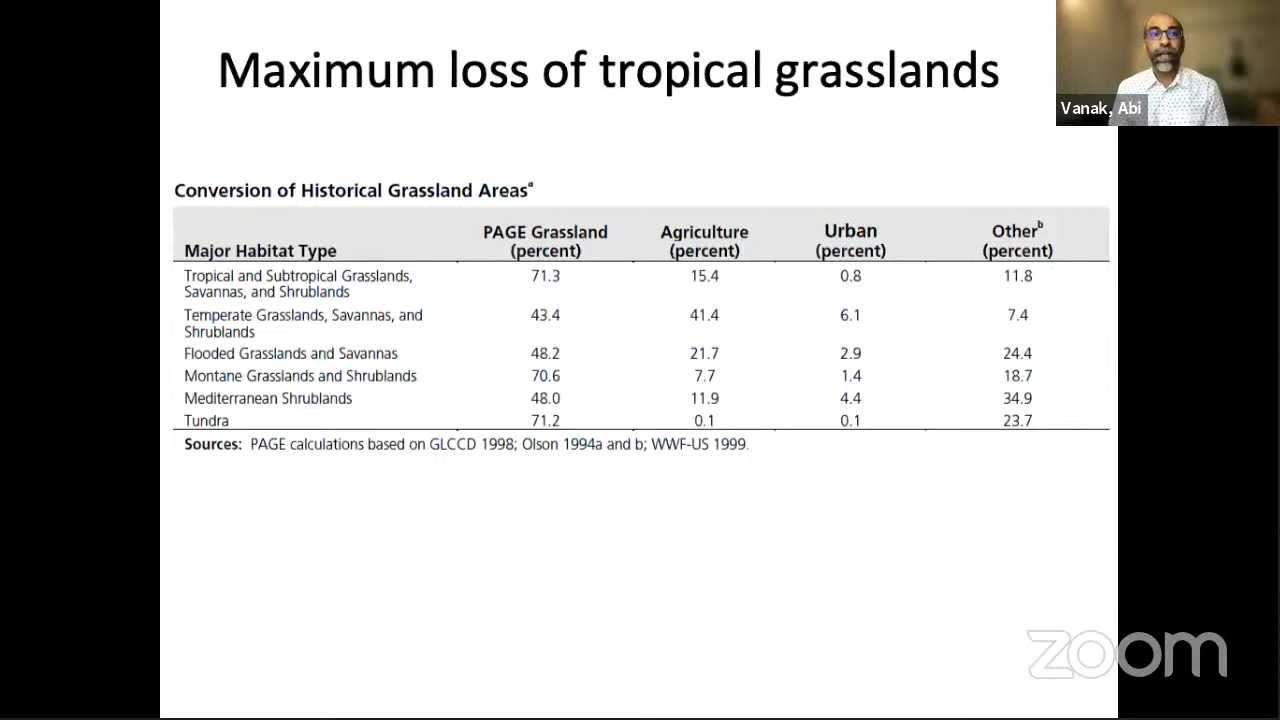 Maximum loss of tropical grasslands
Vanak, Abi
Conversion of Historical Grassland Areasª
Major Habitat Type PAGE Grassland (percent) Agriculture (percent) Urban (percent) Otherᵇ (percent)
Tropical and Subtropical Grasslands, Savannas, and Shrublands 71.3 15.4 0.8 11.8
Temperate Grasslands, Savannas, and Shrublands 43.4 41.4 6.1 7.4
Flooded Grasslands and Savannas 48.2 21.7 2.9 24.4
Montane Grasslands and Shrublands 70.6 7.7 1.4 18.7
Mediterranean Shrublands 48.0 11.9 4.4 34.9
Tundra 71.2 0.1 0.1 23.7
Sources: PAGE calculations based on GLCCD 1998; Olson 1994a and b; WWF-US 1999.
zoom